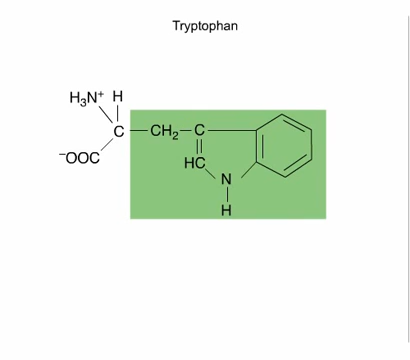 Tryptophan
H₃N⁺ H
C CH₂ C
⁻OOC HC
N
H